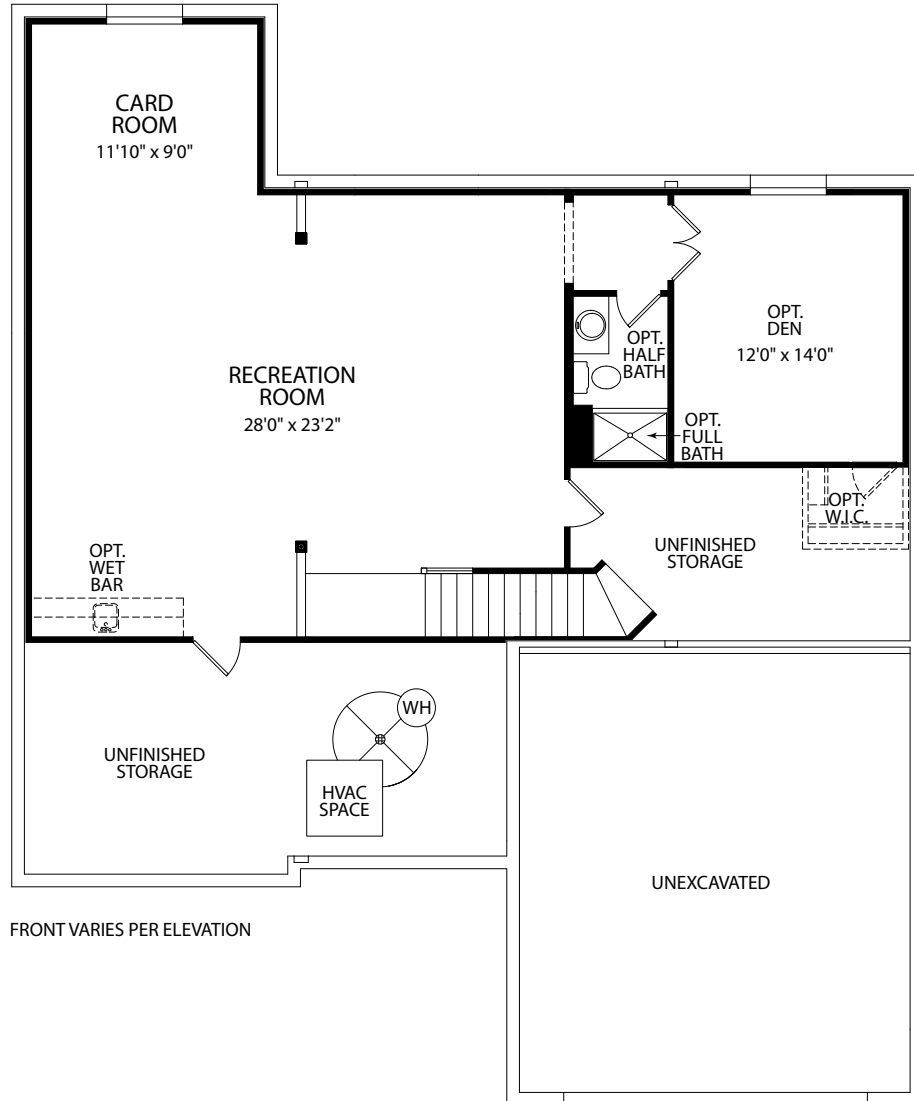 CARD
ROOM
11'10" x 9'0"
RECREATION
ROOM
28'0" x 23'2"
OPT.
HALF
BATH
OPT.
DEN
12'0" x 14'0"
OPT.
FULL
BATH
OPT.
W.I.C.
UNFINISHED
STORAGE
OPT.
WET
BAR
WH
UNFINISHED
STORAGE
HVAC
SPACE
UNEXCAVATED
FRONT VARIES PER ELEVATION